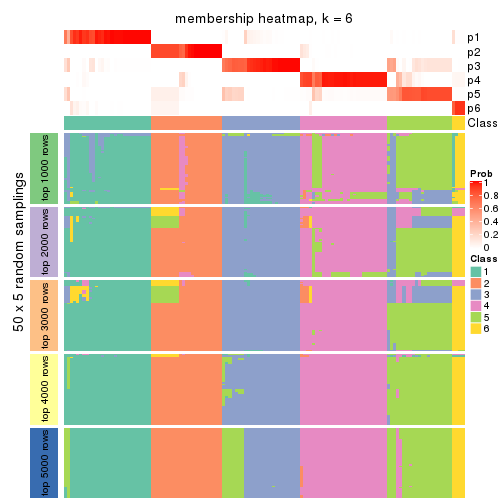 membership heatmap, k = 6
p1
p2
p3
p4
p5
p6
Class
50 x 5 random samplings
top 1000 rows
top 2000 rows
top 3000 rows
top 4000 rows
top 5000 rows
Prob
1
0.8
0.6
0.4
0.2
0
Class
1
2
3
4
5
6